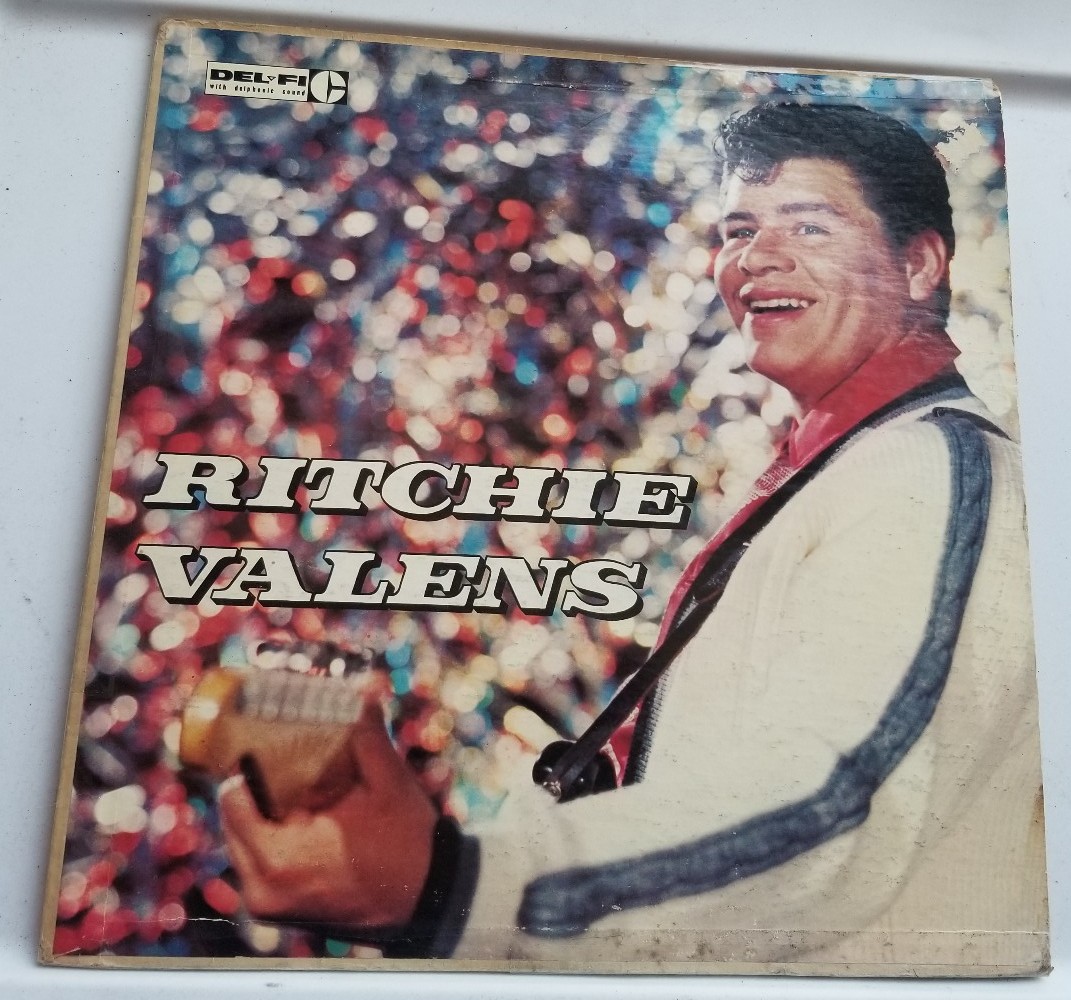 DEL-FI
with delphonic sound
RITCHIE
VALENS